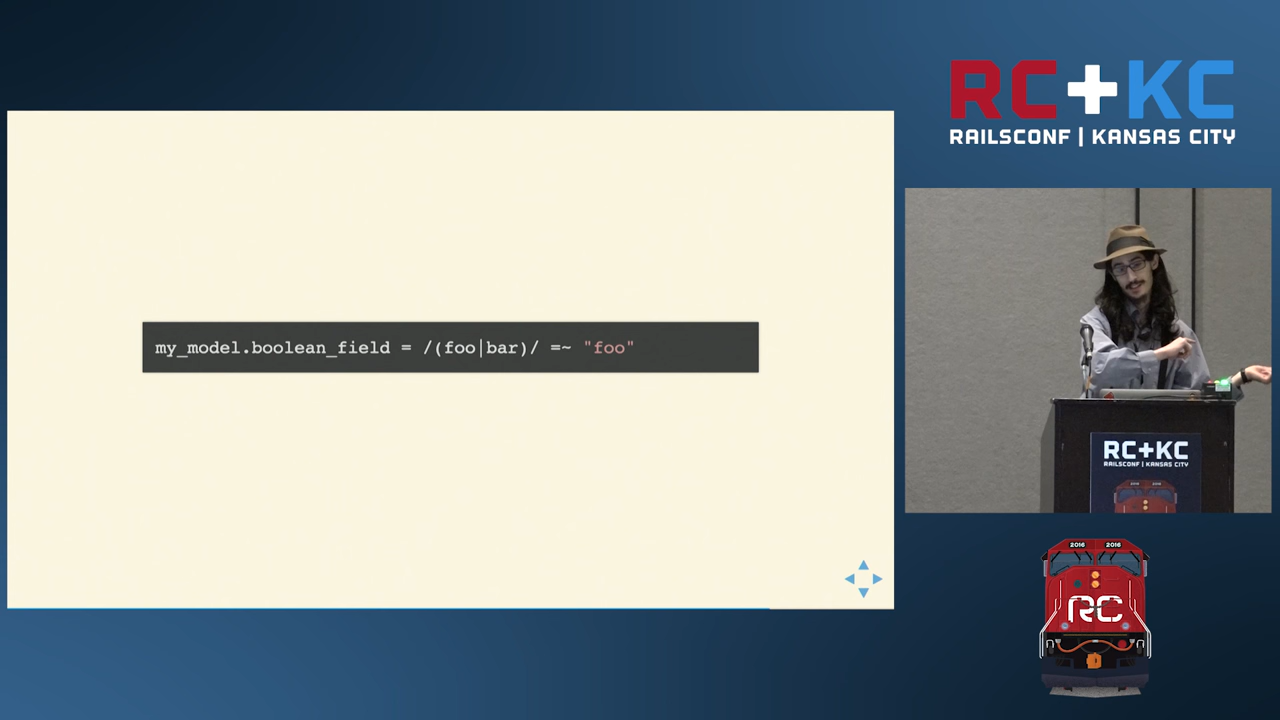 RC+KC
RAILSCONF | KANSAS CITY
my_model.boolean_field = /(foo|bar)/ =~ "foo"
RC+KC
RAILSCONF | KANSAS CITY
2016 2016
RC